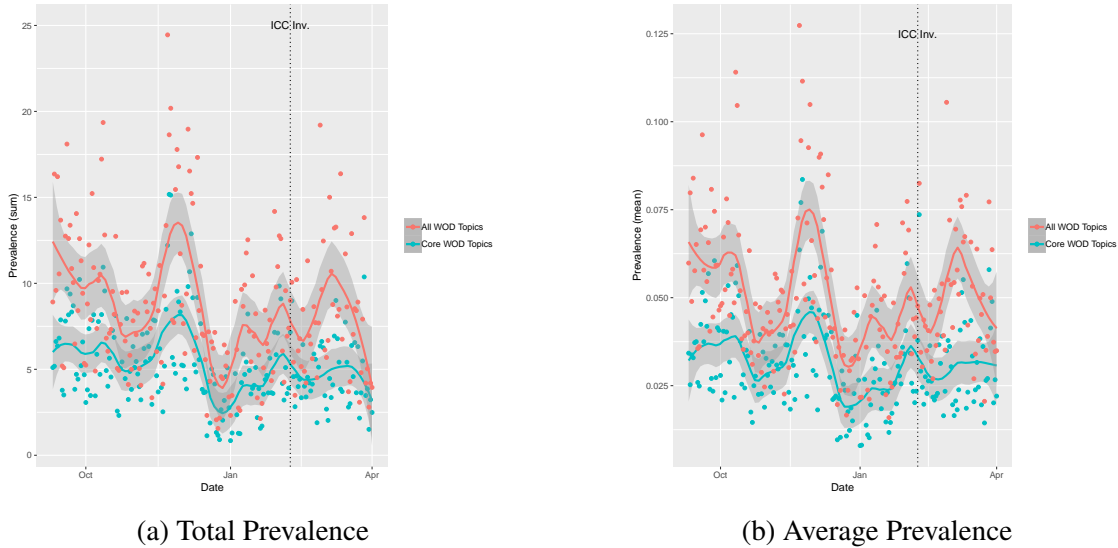 ICC Inv.
25
20
15
10
5
0
Prevalence (sum)
Oct
Jan
Apr
Date
All WOD Topics
Core WOD Topics
(a) Total Prevalence
ICC Inv.
0.125
0.100
0.075
0.050
0.025
Prevalence (mean)
Oct
Jan
Apr
Date
All WOD Topics
Core WOD Topics
(b) Average Prevalence